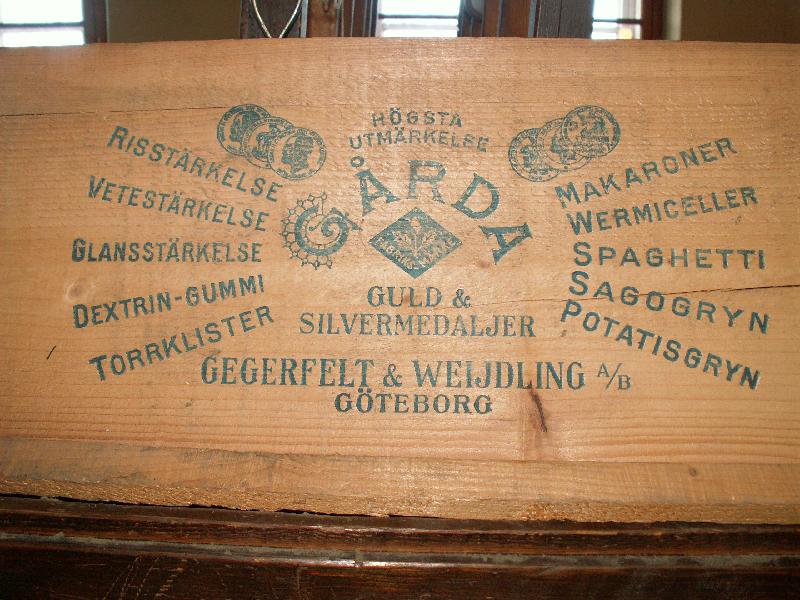 HÖGSTA
UTMÄRKELSE
GÅRDA
GULD &
SILVERMEDALJER
GEGERFELT & WEIJDLING A/B
GÖTEBORG
RISSTÄRKELSE
VETESTÄRKELSE
GLANSSTÄRKELSE
DEXTRIN-GUMMI
TORRKLISTER
MAKARONER
WERMICELLER
SPAGHETTI
SAGOGRYN
POTATISGRYN